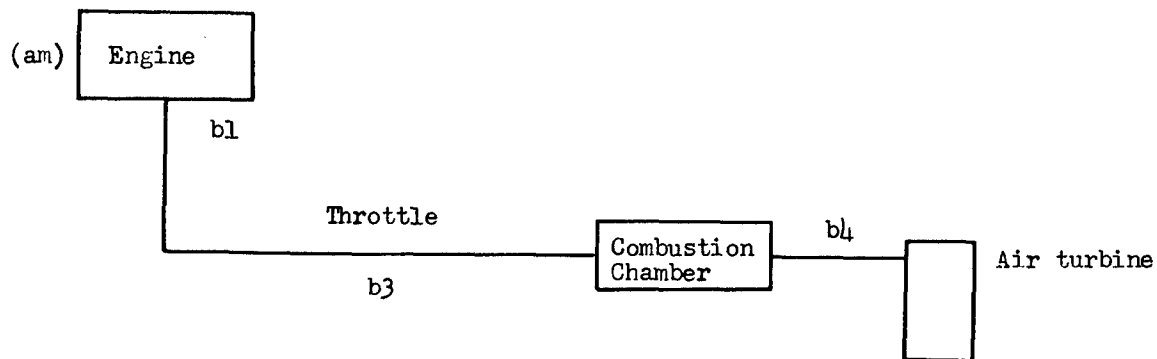 (am)
Engine
b1
Throttle
b3
Combustion
Chamber
b4
Air turbine